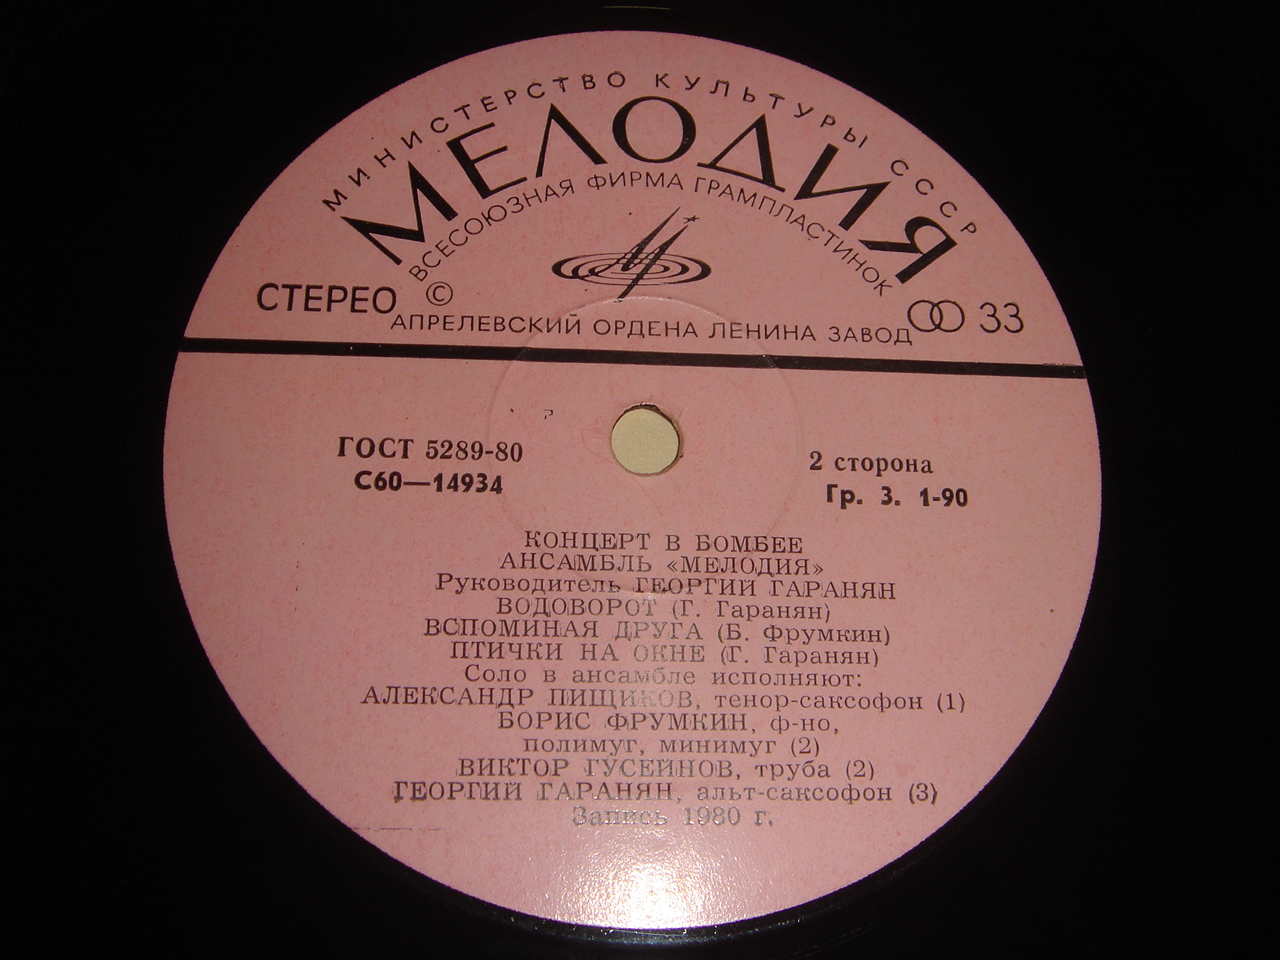 МИНИСТЕРСТВО КУЛЬТУРЫ СССР
МЕЛОДИЯ
ВСЕСОЮЗНАЯ ФИРМА ГРАМПЛАСТИНОК
СТЕРЕО © 33
АПРЕЛЕВСКИЙ ОРДЕНА ЛЕНИНА ЗАВОД
ГОСТ 5289-80
С60—14934
2 сторона
Гр. 3. 1-90
КОНЦЕРТ В БОМБЕЕ
АНСАМБЛЬ «МЕЛОДИЯ»
Руководитель ГЕОРГИЙ ГАРАНЯН
ВОДОВОРОТ (Г. Гаранян)
ВСПОМИНАЯ ДРУГА (Б. Фрумкин)
ПТИЧКИ НА ОКНЕ (Г. Гаранян)
Соло в ансамбле исполняют:
АЛЕКСАНДР ПИЩИКОВ, тенор-саксофон (1)
БОРИС ФРУМКИН, ф-но,
полимуг, минимуг (2)
ВИКТОР ГУСЕЙНОВ, труба (2)
ГЕОРГИЙ ГАРАНЯН, альт-саксофон (3)
Запись 1980 г.